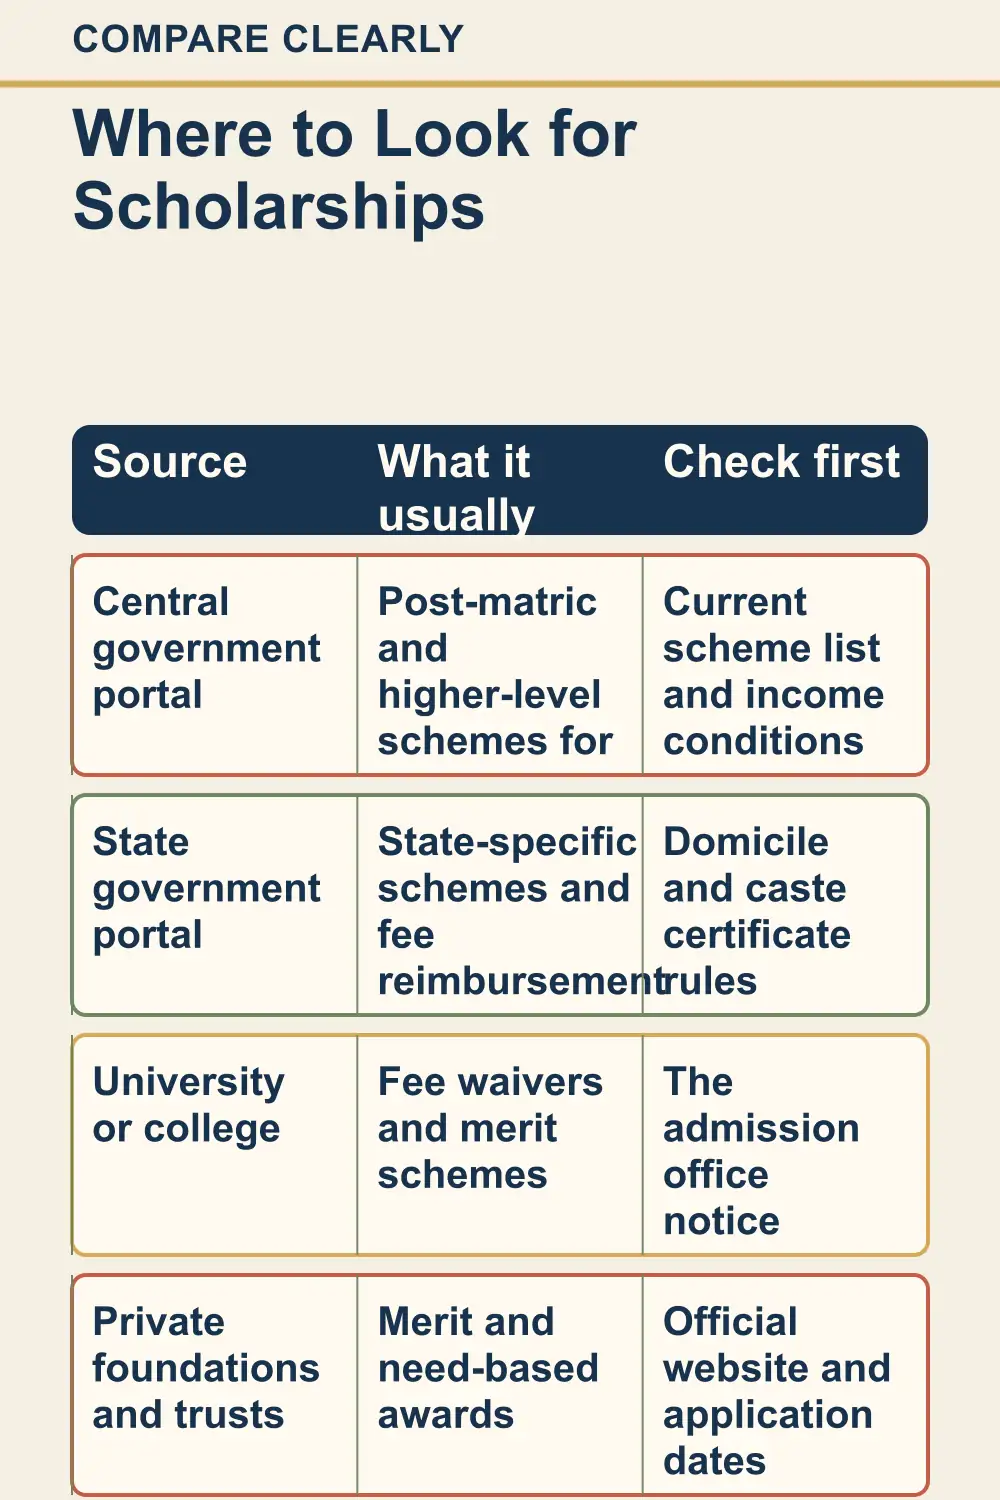 COMPARE CLEARLY
Where to Look for
Scholarships
Source
What it
usually
Check first
Central
government
portal
Post-matric
and
higher-level
schemes for
Current
scheme list
and income
conditions
State
government
portal
State-specific
schemes and
fee
reimbursement
Domicile
and caste
certificate
rules
University
or college
Fee waivers
and merit
schemes
The
admission
office
notice
Private
foundations
and trusts
Merit and
need-based
awards
Official
website and
application
dates